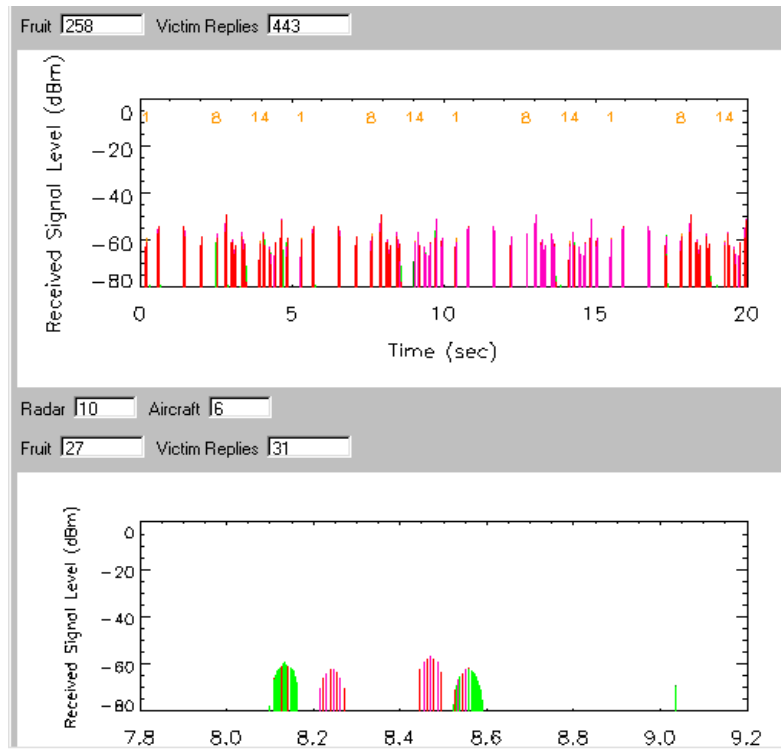 Fruit 258 Victim Replies 443
Received Signal Level (dBm)
0
-20
-40
-60
-80
1 8 14 1 8 14 1 8 14 1 8 14
0 5 10 15 20
Time (sec)
Radar 10 Aircraft 6
Fruit 27 Victim Replies 31
Received Signal Level (dBm)
0
-20
-40
-60
-80
7.8 8.0 8.2 8.4 8.6 8.8 9.0 9.2